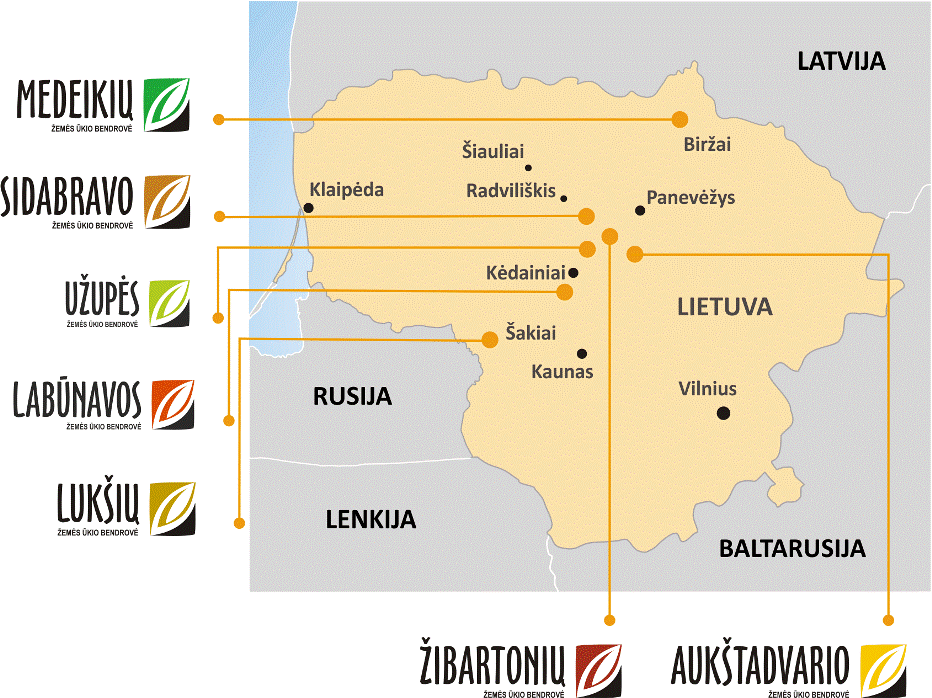 MEDEIKIŲ
ŽEMĖS ŪKIO BENDROVĖ
SIDABRAVO
ŽEMĖS ŪKIO BENDROVĖ
UŽUPĖS
ŽEMĖS ŪKIO BENDROVĖ
LABŪNAVOS
ŽEMĖS ŪKIO BENDROVĖ
LUKŠIŲ
ŽEMĖS ŪKIO BENDROVĖ
LATVIJA
Biržai
Šiauliai
Radviliškis
Klaipėda
Panevėžys
Kėdainiai
LIETUVA
Šakiai
Kaunas
Vilnius
RUSIJA
LENKIJA
BALTARUSIJA
ŽIBARTONIŲ
ŽEMĖS ŪKIO BENDROVĖ
AUKŠTADVARIO
ŽEMĖS ŪKIO BENDROVĖ